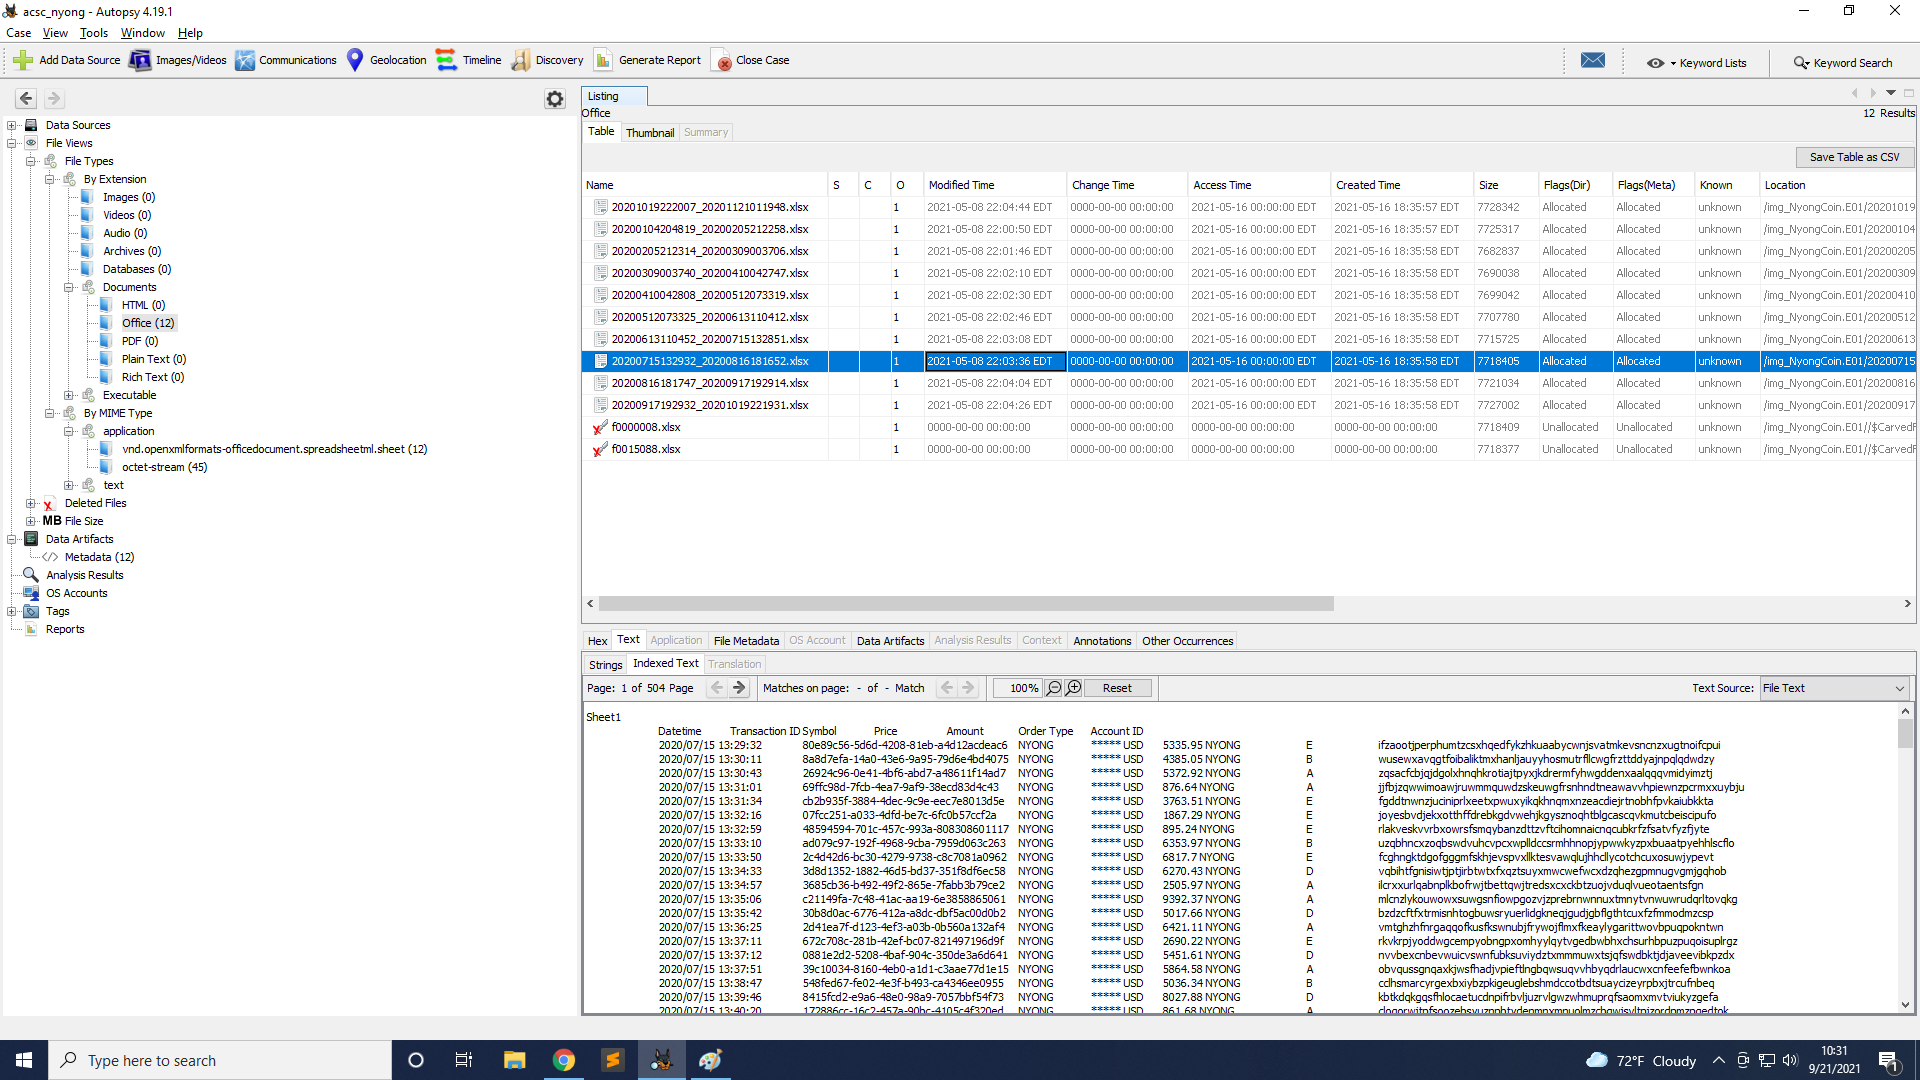 acsc_nyong - Autopsy 4.19.1
Case View Tools Window Help
Add Data Source Images/Videos Communications Geolocation Timeline Discovery Generate Report Close Case Keyword Lists Keyword Search
Data Sources
File Views
File Types
By Extension
Images (0)
Videos (0)
Audio (0)
Archives (0)
Databases (0)
Documents
HTML (0)
Office (12)
PDF (0)
Plain Text (0)
Rich Text (0)
Executable
By MIME Type
application
vnd.openxmlformats-officedocument.spreadsheetml.sheet (12)
octet-stream (45)
text
Deleted Files
MB File Size
Data Artifacts
Metadata (12)
Analysis Results
OS Accounts
Tags
Reports
Listing
Office 12 Results
Table Thumbnail Summary
Save Table as CSV
Name S C O Modified Time Change Time Access Time Created Time Size Flags(Dir) Flags(Meta) Known Location
20201019222007_20201121011948.xlsx 1 2021-05-08 22:04:44 EDT 0000-00-00 00:00:00 2021-05-16 00:00:00 EDT 2021-05-16 18:35:57 EDT 7728342 Allocated Allocated unknown /img_NyongCoin.E01/20201019
20200104204819_20200205212258.xlsx 1 2021-05-08 22:00:50 EDT 0000-00-00 00:00:00 2021-05-16 00:00:00 EDT 2021-05-16 18:35:57 EDT 7725317 Allocated Allocated unknown /img_NyongCoin.E01/20200104
20200205212314_20200309003706.xlsx 1 2021-05-08 22:01:46 EDT 0000-00-00 00:00:00 2021-05-16 00:00:00 EDT 2021-05-16 18:35:58 EDT 7682837 Allocated Allocated unknown /img_NyongCoin.E01/20200205
20200309003740_20200410042747.xlsx 1 2021-05-08 22:02:10 EDT 0000-00-00 00:00:00 2021-05-16 00:00:00 EDT 2021-05-16 18:35:58 EDT 7690038 Allocated Allocated unknown /img_NyongCoin.E01/20200309
20200410042808_20200512073319.xlsx 1 2021-05-08 22:02:30 EDT 0000-00-00 00:00:00 2021-05-16 00:00:00 EDT 2021-05-16 18:35:58 EDT 7699042 Allocated Allocated unknown /img_NyongCoin.E01/20200410
20200512073325_20200613110412.xlsx 1 2021-05-08 22:02:46 EDT 0000-00-00 00:00:00 2021-05-16 00:00:00 EDT 2021-05-16 18:35:58 EDT 7707780 Allocated Allocated unknown /img_NyongCoin.E01/20200512
20200613110452_20200715132851.xlsx 1 2021-05-08 22:03:08 EDT 0000-00-00 00:00:00 2021-05-16 00:00:00 EDT 2021-05-16 18:35:58 EDT 7715725 Allocated Allocated unknown /img_NyongCoin.E01/20200613
20200715132932_20200816181652.xlsx 1 2021-05-08 22:03:36 EDT 0000-00-00 00:00:00 2021-05-16 00:00:00 EDT 2021-05-16 18:35:58 EDT 7718405 Allocated Allocated unknown /img_NyongCoin.E01/20200715
20200816181747_20200917192914.xlsx 1 2021-05-08 22:04:04 EDT 0000-00-00 00:00:00 2021-05-16 00:00:00 EDT 2021-05-16 18:35:58 EDT 7721034 Allocated Allocated unknown /img_NyongCoin.E01/20200816
20200917192932_20201019221931.xlsx 1 2021-05-08 22:04:26 EDT 0000-00-00 00:00:00 2021-05-16 00:00:00 EDT 2021-05-16 18:35:58 EDT 7727002 Allocated Allocated unknown /img_NyongCoin.E01/20200917
f0000008.xlsx 1 0000-00-00 00:00:00 0000-00-00 00:00:00 0000-00-00 00:00:00 0000-00-00 00:00:00 7718409 Unallocated Unallocated unknown /img_NyongCoin.E01//$CarvedF
f0015088.xlsx 1 0000-00-00 00:00:00 0000-00-00 00:00:00 0000-00-00 00:00:00 0000-00-00 00:00:00 7718377 Unallocated Unallocated unknown /img_NyongCoin.E01//$CarvedF
Hex Text Application File Metadata OS Account Data Artifacts Analysis Results Context Annotations Other Occurrences
Strings Indexed Text Translation
Page: 1 of 504 Page Matches on page: - of - Match 100% Reset Text Source: File Text
Sheet1
Datetime Transaction ID Symbol Price Amount Order Type Account ID
2020/07/15 13:29:32 80e89c56-5d6d-4208-81eb-a4d12acdeac6 NYONG ***** USD 5335.95 NYONG E ifzaootjperphumtzcsxhqedfykzhkuaabycwnjsvatmkevsncnzxugtnoifcpui
2020/07/15 13:30:11 8a8d7efa-14a0-43e6-9a95-79d6e4bd4075 NYONG ***** USD 4385.05 NYONG B
2020/07/15 13:30:43 26924c96-0e41-4bf6-abd7-a48611f14ad7 NYONG ***** USD 5372.92 NYONG A
2020/07/15 13:31:01 69ffc98d-7fcb-4ea7-9af9-38ecd83d4c43 NYONG ***** USD 876.64 NYONG A
2020/07/15 13:31:34 cb2b935f-3884-4dec-9c9e-eec7e8013d5e NYONG ***** USD 3763.51 NYONG E
2020/07/15 13:32:16 07fcc251-a033-4dfd-be7c-6fc0b57ccf2a NYONG ***** USD 1867.29 NYONG E
2020/07/15 13:32:59 48594594-701c-457c-993a-808308601117 NYONG ***** USD 895.24 NYONG E
2020/07/15 13:33:10 ad079c97-192f-4968-9cba-7959d063c263 NYONG ***** USD 6353.97 NYONG B
2020/07/15 13:33:50 2c4d42d6-bc30-4279-9738-c8c7081a0962 NYONG ***** USD 6817.7 NYONG E
2020/07/15 13:34:33 3d8d1352-1882-46d5-bd37-351f8df6ec58 NYONG ***** USD 6270.43 NYONG D
2020/07/15 13:34:57 3685cb36-b492-49f2-865e-7fabb3b79ce2 NYONG ***** USD 2505.97 NYONG A
2020/07/15 13:35:06 c21149fa-7c48-41ac-aa19-6e3858865061 NYONG ***** USD 9392.37 NYONG A
2020/07/15 13:35:42 30b8d0ac-6776-412a-a8dc-dbf5ac00d0b2 NYONG ***** USD 5017.66 NYONG D
2020/07/15 13:36:25 2d41ea7f-d123-4ef3-a03b-0b560a132af4 NYONG ***** USD 6421.11 NYONG A
2020/07/15 13:37:11 672c708c-281b-42ef-bc07-821497196d9f NYONG ***** USD 2690.22 NYONG E
2020/07/15 13:37:12 0881e2d2-5208-4baf-904c-350de3a6d641 NYONG ***** USD 5451.61 NYONG D
2020/07/15 13:37:51 39c10034-8160-4eb0-a1d1-c3aae77d1e15 NYONG ***** USD 5864.58 NYONG A
2020/07/15 13:38:47 548fed67-fe02-4e3f-b493-ca4346ee0955 NYONG ***** USD 5036.34 NYONG B
2020/07/15 13:39:46 8415fcd2-e9a6-48e0-98a9-7057bbf54f73 NYONG ***** USD 8027.88 NYONG D
2020/07/15 13:40:20 172886cc-16c2-457a-90bc-4105c4f320ed NYONG ***** USD 861.68 NYONG A
Type here to search
72°F Cloudy
10:31
9/21/2021
1